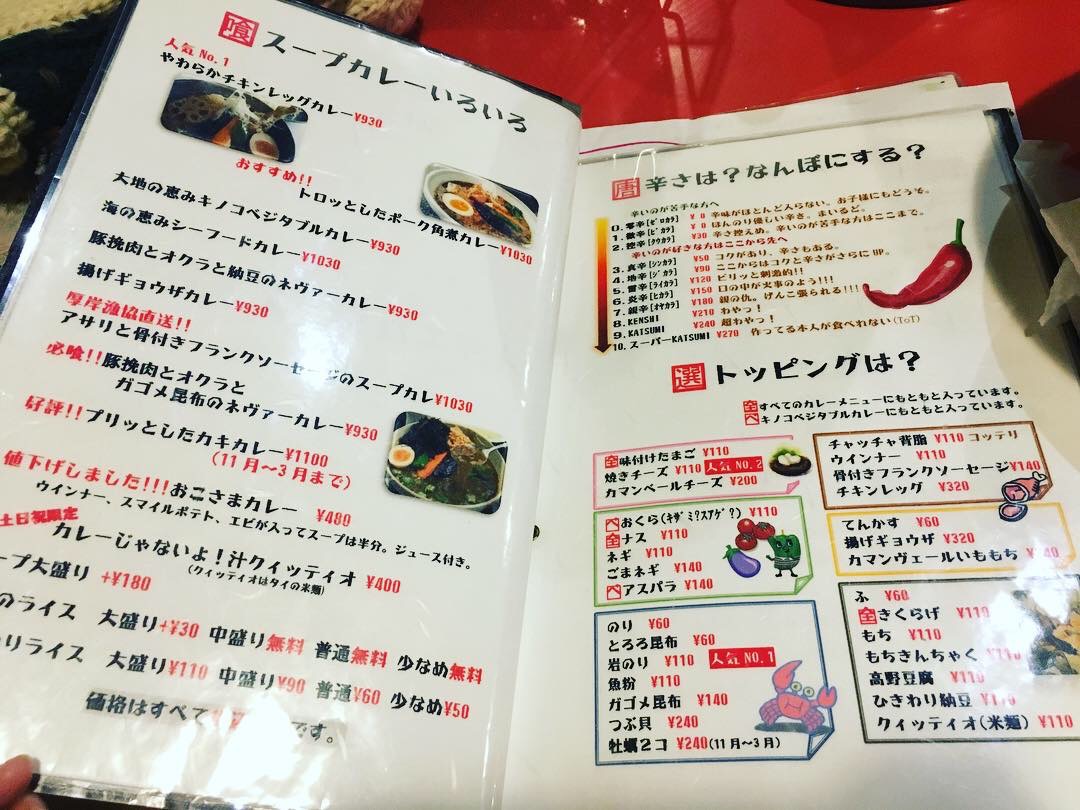 喰 スープカレーいろいろ
人気No.1
やわらかチキンレッグカレー¥930
おすすめ!!
トロッとしたポーク角煮カレー¥1030
大地の恵みキノコベジタブルカレー¥930
海の恵みシーフードカレー¥1030
豚挽肉とオクラと納豆のネヴァーカレー¥930
揚げギョウザカレー¥930
厚岸漁協直送!!
アサリと骨付きフランクソーセージのスープカレ¥1030
必喰!!豚挽肉とオクラと
ガゴメ昆布のネヴァーカレー¥930
好評!!プリッとしたカキカレー¥1100
(11月〜3月まで)
値下げしました!!!おこさまカレー ¥480
ウインナー、スマイルポテト、エビが入ってスープは半分。ジュース付き。
土日祝限定
カレーじゃないよ!汁クィッティオ ¥400
(クィッティオはタイの米麺)
ープ大盛り +¥180
のライス 大盛り+¥30 中盛り無料 普通無料 少なめ無料
りライス 大盛り¥110 中盛り¥90 普通¥60 少なめ¥50
価格はすべて です。
唐 辛さは?なんぼにする?
辛いのが苦手な方へ
0. 零辛[ゼロカラ] ¥ 0 辛味がほとんど入らない。お子様にもどうぞ。
1. 微辛[ビカラ] ¥ 0 ほんのり優しい辛さ。まいるど。
2. 控辛[ククカラ] ¥30 辛さ控えめ。辛いのが苦手な方はここまで。
辛いのが好きな方はここから先へ
3. 真辛[シンカラ] ¥50 コクがあり、辛さもある。
4. 地辛[ジカラ] ¥90 ここからはコクと辛さがさらにUP。
5. 雷辛[ライカラ] ¥120 ピリッと刺激的!!
6. 炎辛[ヒカラ] ¥150 口の中が火事のよう!!!
7. 親辛[オヤカラ] ¥180 親の仇。げんこ張られる!!!
8. KENSHI ¥210 わやっ!
9. KATSUMI ¥240 超わやっ!
10. スーパーKATSUMI ¥270 作ってる本人が食べれない(ToT)
選 トッピングは?
全すべてのカレーメニューにもともと入っています。
べキノコベジタブルカレーにもともと入っています。
全味付けたまご ¥110
焼きチーズ ¥110 人気NO.2
カマンベールチーズ ¥200
べおくら(キザミ?スアゲ?) ¥110
全ナス ¥110
ネギ ¥110
ごまネギ ¥140
べアスパラ ¥140
のり ¥60
とろろ昆布 ¥60
岩のり ¥110 人気NO.1
魚粉 ¥110
ガゴメ昆布 ¥140
つぶ貝 ¥240
牡蠣2コ ¥240(11月〜3月)
チャッチャ背脂 ¥110 コッテリ
ウインナー ¥110
骨付きフランクソーセージ¥140
チキンレッグ ¥320
てんかす ¥60
揚げギョウザ ¥320
カマンヴェールいももち
ふ ¥60
全きくらげ ¥110
もち ¥110
もちきんちゃく ¥110
高野豆腐 ¥110
ひきわり納豆
クィッティオ(米麺) ¥110